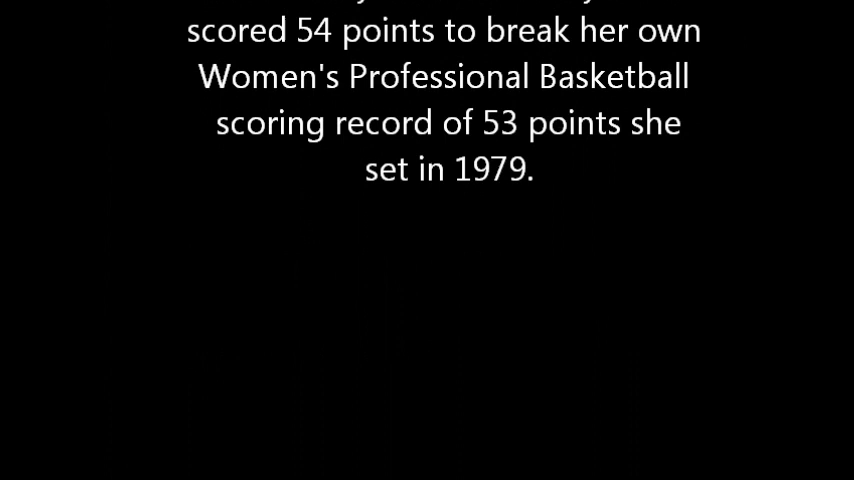 scored 54 points to break her own
Women's Professional Basketball
scoring record of 53 points she
set in 1979.